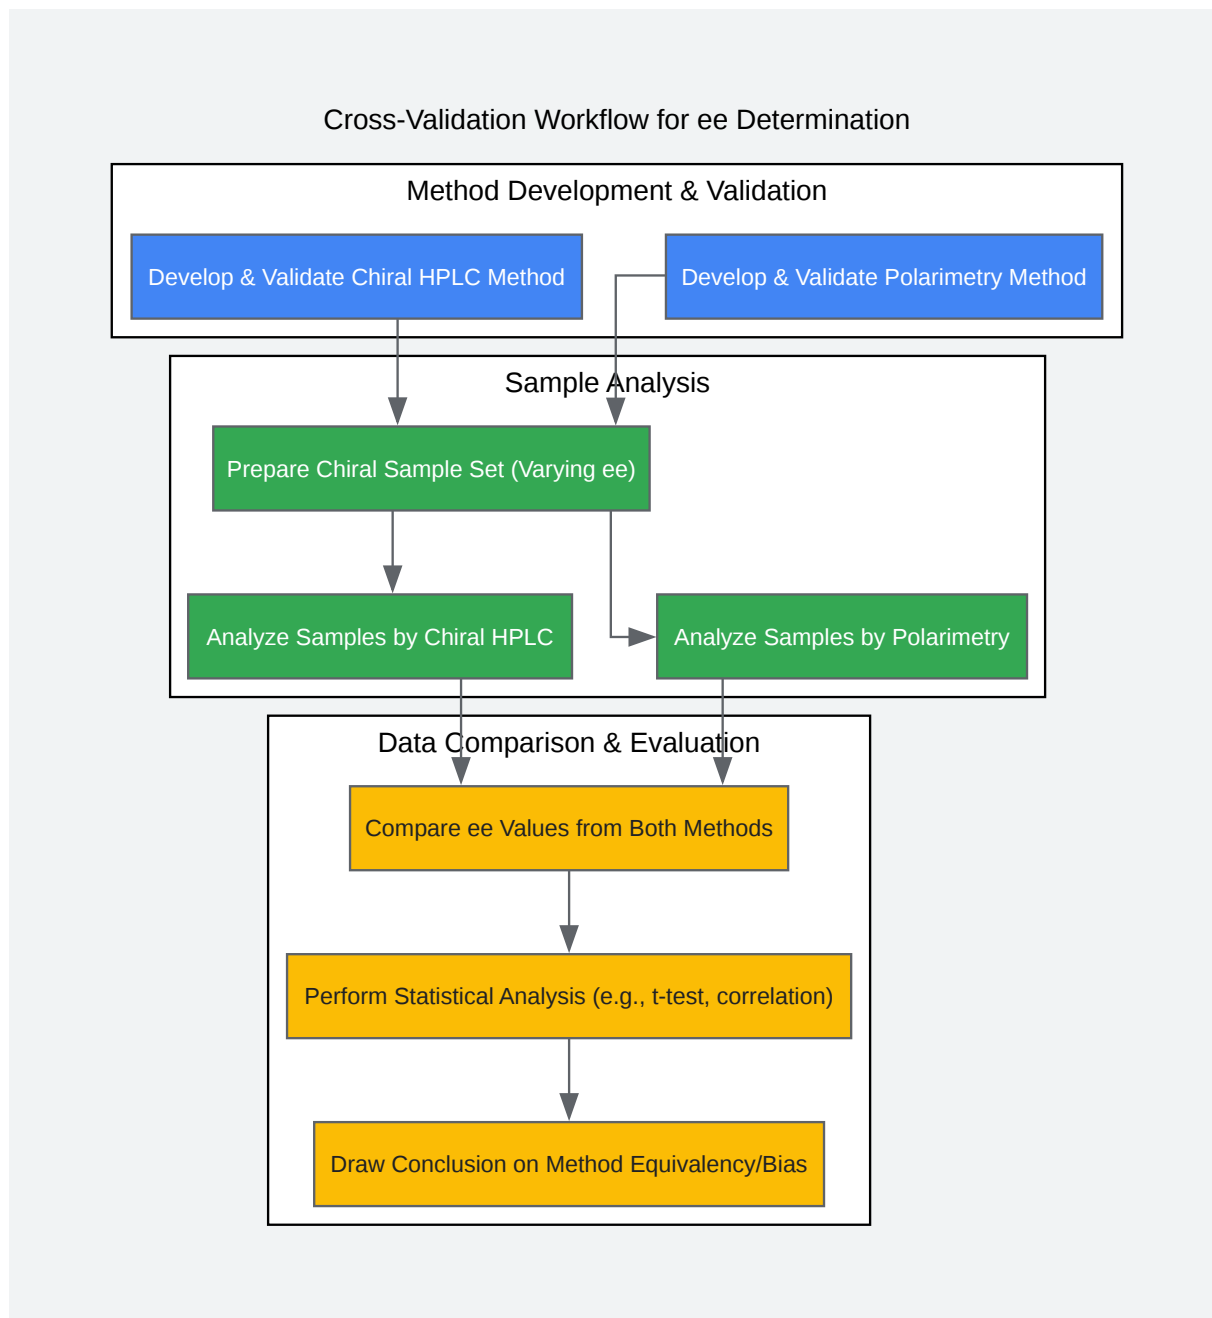 Cross-Validation Workflow for ee Determination
Method Development & Validation
Develop & Validate Chiral HPLC Method
Develop & Validate Polarimetry Method
Sample Analysis
Prepare Chiral Sample Set (Varying ee)
Analyze Samples by Chiral HPLC
Analyze Samples by Polarimetry
Data Comparison & Evaluation
Compare ee Values from Both Methods
Perform Statistical Analysis (e.g., t-test, correlation)
Draw Conclusion on Method Equivalency/Bias